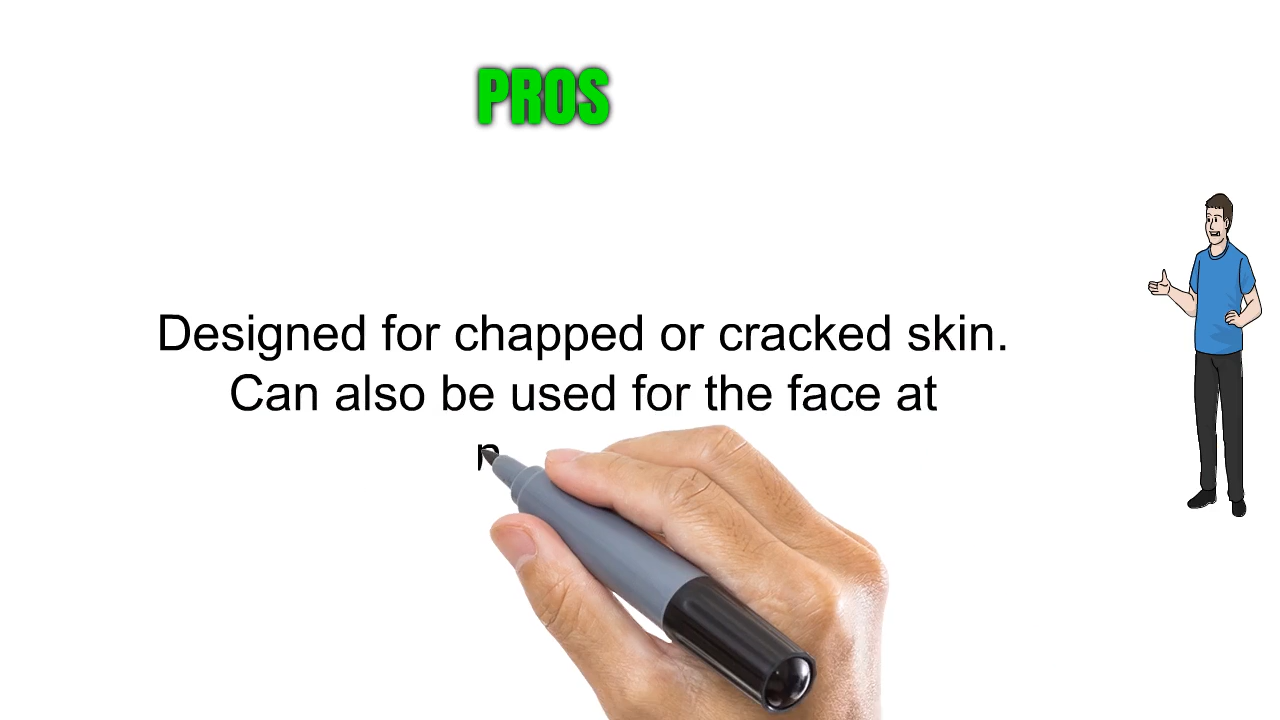 PROS
Designed for chapped or cracked skin.
Can also be used for the face at